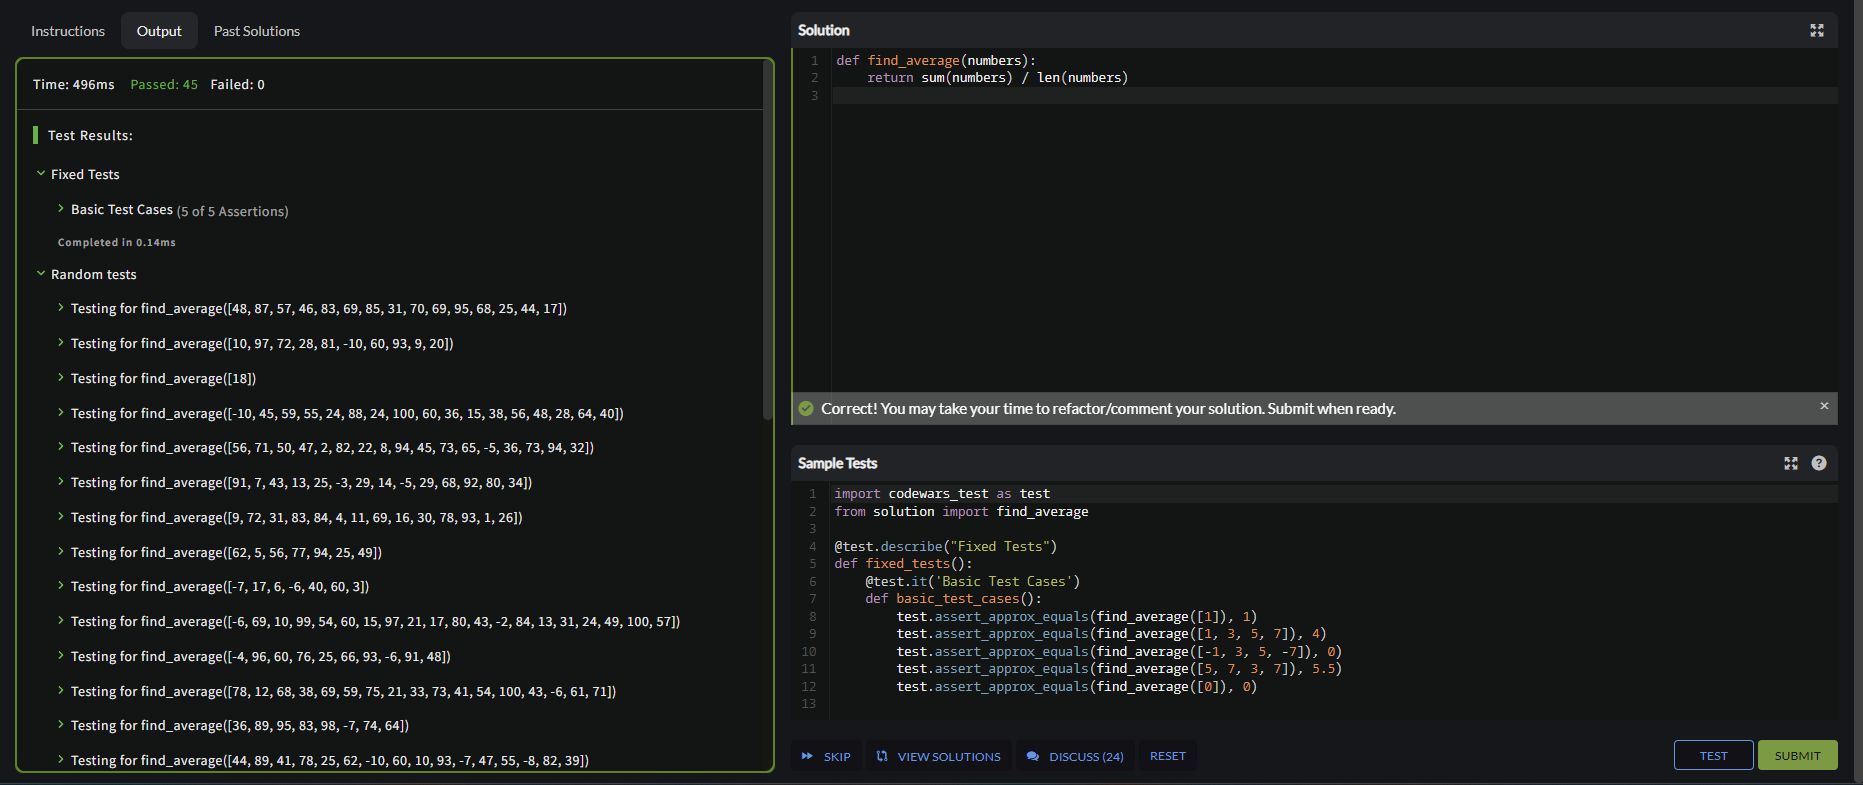 Instructions
Output
Past Solutions
Time: 496ms Passed: 45 Failed: 0
Test Results:
Fixed Tests
Basic Test Cases (5 of 5 Assertions)
Completed in 0.14ms
Random tests
Testing for find_average([48, 87, 57, 46, 83, 69, 85, 31, 70, 69, 95, 68, 25, 44, 17])
Testing for find_average([10, 97, 72, 28, 81, -10, 60, 93, 9, 20])
Testing for find_average([18])
Testing for find_average([-10, 45, 59, 55, 24, 88, 24, 100, 60, 36, 15, 38, 56, 48, 28, 64, 40])
Testing for find_average([56, 71, 50, 47, 2, 82, 22, 8, 94, 45, 73, 65, -5, 36, 73, 94, 32])
Testing for find_average([91, 7, 43, 13, 25, -3, 29, 14, -5, 29, 68, 92, 80, 34])
Testing for find_average([9, 72, 31, 83, 84, 4, 11, 69, 16, 30, 78, 93, 1, 26])
Testing for find_average([62, 5, 56, 77, 94, 25, 49])
Testing for find_average([-7, 17, 6, -6, 40, 60, 3])
Testing for find_average([-6, 69, 10, 99, 54, 60, 15, 97, 21, 17, 80, 43, -2, 84, 13, 31, 24, 49, 100, 57])
Testing for find_average([-4, 96, 60, 76, 25, 66, 93, -6, 91, 48])
Testing for find_average([78, 12, 68, 38, 69, 59, 75, 21, 33, 73, 41, 54, 100, 43, -6, 61, 71])
Testing for find_average([36, 89, 95, 83, 98, -7, 74, 64])
Testing for find_average([44, 89, 41, 78, 25, 62, -10, 60, 10, 93, -7, 47, 55, -8, 82, 39])
Solution
1 def find_average(numbers):
2 return sum(numbers) / len(numbers)
3
Correct! You may take your time to refactor/comment your solution. Submit when ready.
×
Sample Tests
?
1 import codewars_test as test
2 from solution import find_average
3
4 @test.describe("Fixed Tests")
5 def fixed_tests():
6 @test.it('Basic Test Cases')
7 def basic_test_cases():
8 test.assert_approx_equals(find_average([1]), 1)
9 test.assert_approx_equals(find_average([1, 3, 5, 7]), 4)
10 test.assert_approx_equals(find_average([-1, 3, 5, -7]), 0)
11 test.assert_approx_equals(find_average([5, 7, 3, 7]), 5.5)
12 test.assert_approx_equals(find_average([0]), 0)
13
SKIP
VIEW SOLUTIONS
DISCUSS (24)
RESET
TEST
SUBMIT